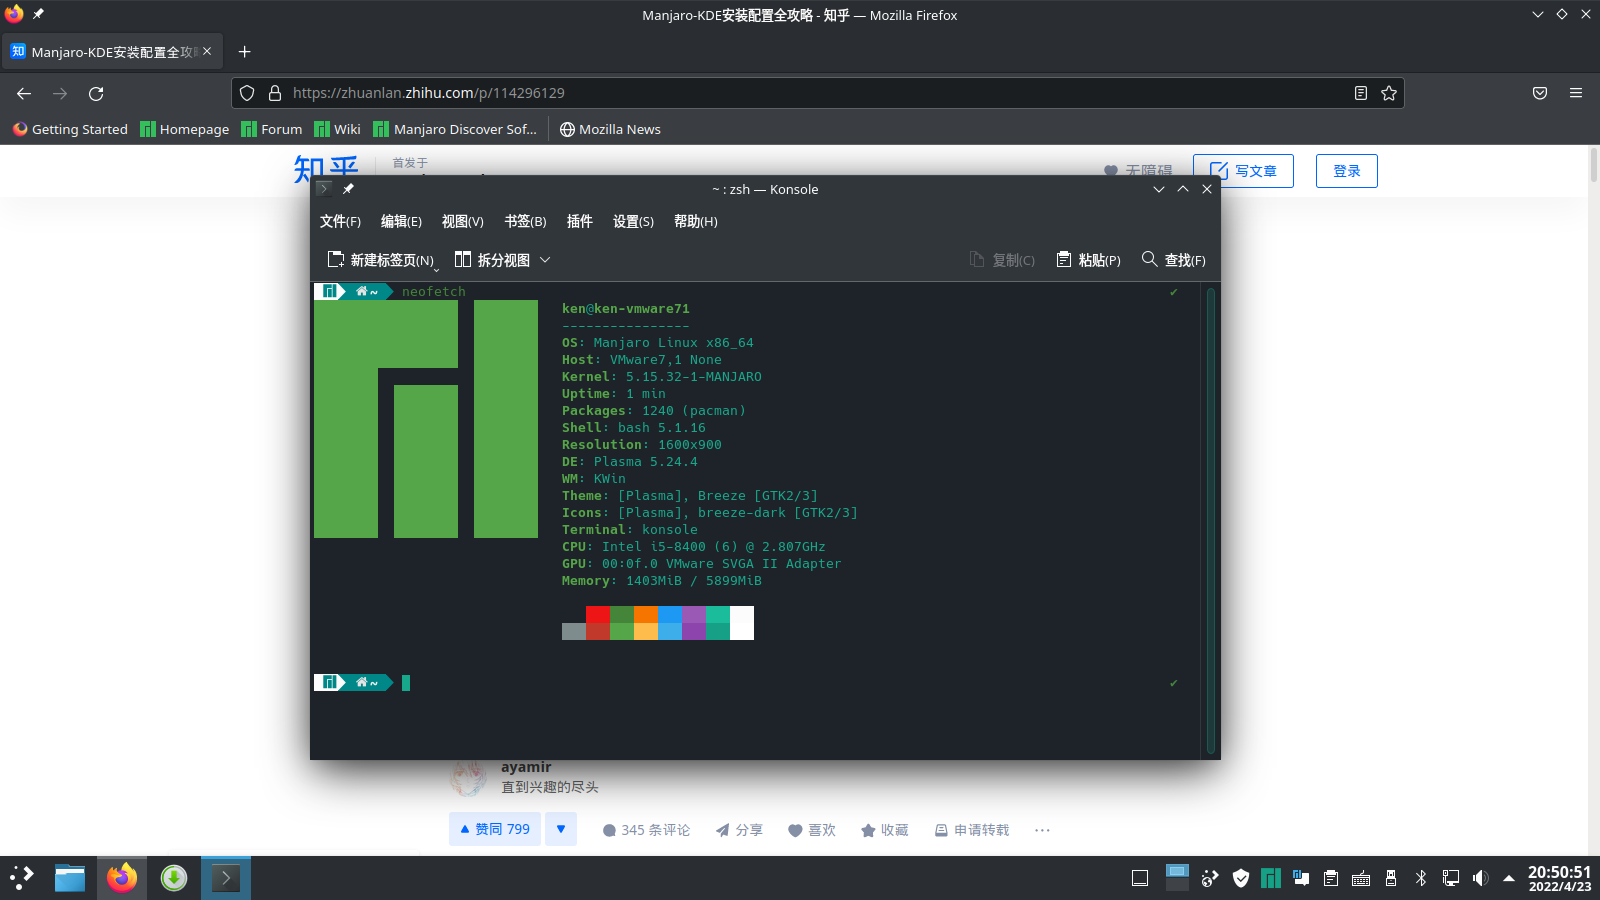 Manjaro-KDE安装配置全攻略 - 知乎 — Mozilla Firefox
知 Manjaro-KDE安装配置全攻
https://zhuanlan.zhihu.com/p/114296129
Getting Started Homepage Forum Wiki Manjaro Discover Sof... Mozilla News
知乎 首发于 无障碍 写文章 登录
~ : zsh — Konsole
文件(F) 编辑(E) 视图(V) 书签(B) 插件 设置(S) 帮助(H)
新建标签页(N) 拆分视图 复制(C) 粘贴(P) 查找(F)
~ neofetch ✔
ken@ken-vmware71
----------------
OS: Manjaro Linux x86_64
Host: VMware7,1 None
Kernel: 5.15.32-1-MANJARO
Uptime: 1 min
Packages: 1240 (pacman)
Shell: bash 5.1.16
Resolution: 1600x900
DE: Plasma 5.24.4
WM: KWin
Theme: [Plasma], Breeze [GTK2/3]
Icons: [Plasma], breeze-dark [GTK2/3]
Terminal: konsole
CPU: Intel i5-8400 (6) @ 2.807GHz
GPU: 00:0f.0 VMware SVGA II Adapter
Memory: 1403MiB / 5899MiB
~ ✔
ayamir
直到兴趣的尽头
赞同 799 345 条评论 分享 喜欢 收藏 申请转载 ···
20:50:51
2022/4/23